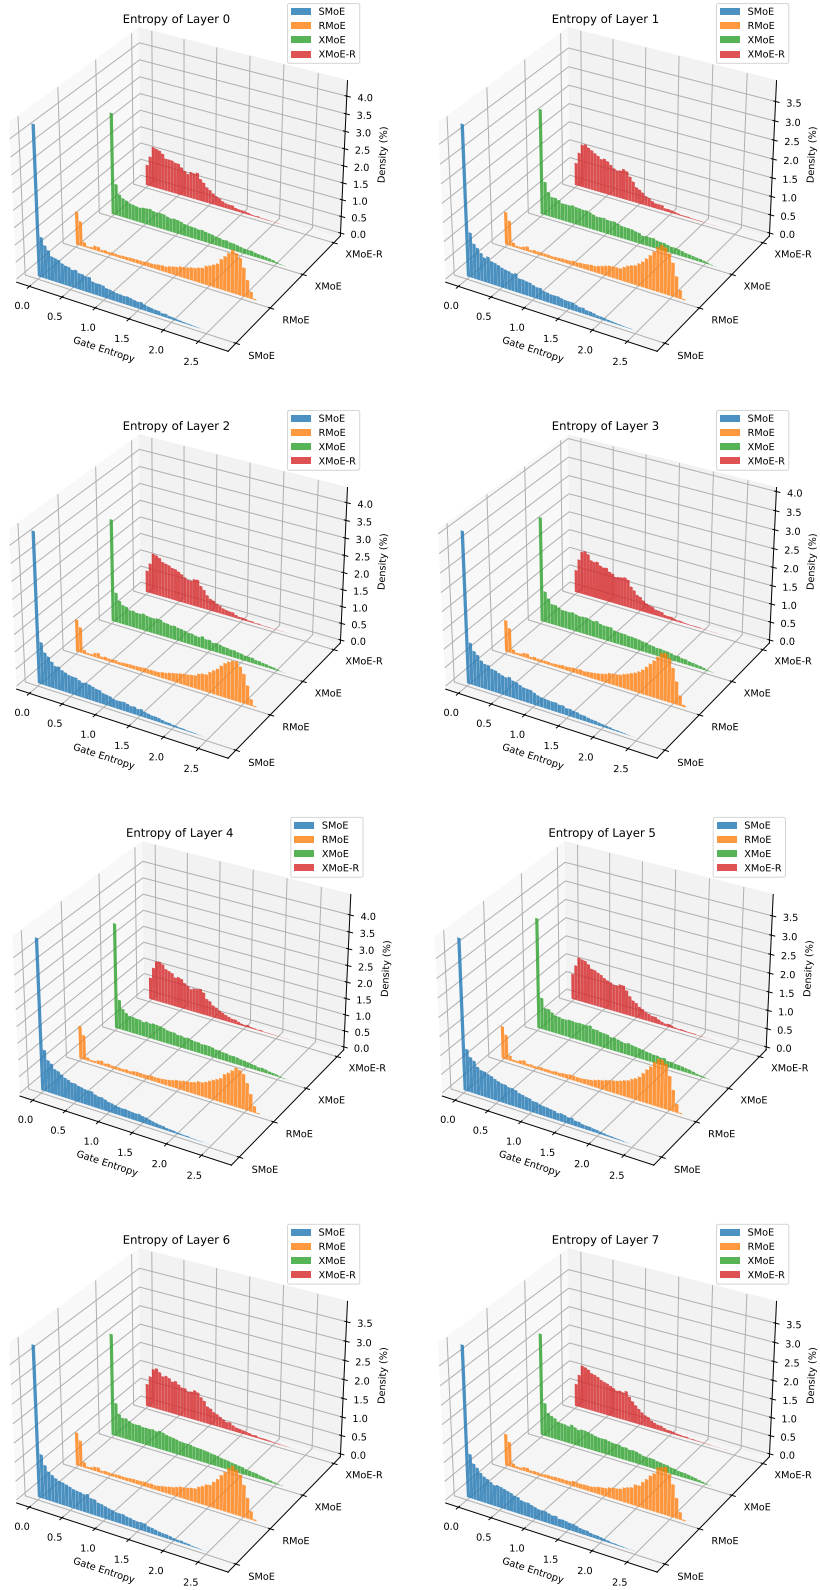 Entropy of Layer 0
SMoE
RMoE
XMoE
XMoE-R
4.0
3.5
3.0
2.5
2.0
1.5
1.0
0.5
0.0
Density (%)
XMoE-R
XMoE
RMoE
SMoE
0.0
0.5
1.0
1.5
2.0
2.5
Gate Entropy
Entropy of Layer 1
SMoE
RMoE
XMoE
XMoE-R
3.5
3.0
2.5
2.0
1.5
1.0
0.5
0.0
Density (%)
XMoE-R
XMoE
RMoE
SMoE
0.0
0.5
1.0
1.5
2.0
2.5
Gate Entropy
Entropy of Layer 2
SMoE
RMoE
XMoE
XMoE-R
4.0
3.5
3.0
2.5
2.0
1.5
1.0
0.5
0.0
Density (%)
XMoE-R
XMoE
RMoE
SMoE
0.0
0.5
1.0
1.5
2.0
2.5
Gate Entropy
Entropy of Layer 3
SMoE
RMoE
XMoE
XMoE-R
4.0
3.5
3.0
2.5
2.0
1.5
1.0
0.5
0.0
Density (%)
XMoE-R
XMoE
RMoE
SMoE
0.0
0.5
1.0
1.5
2.0
2.5
Gate Entropy
Entropy of Layer 4
SMoE
RMoE
XMoE
XMoE-R
4.0
3.5
3.0
2.5
2.0
1.5
1.0
0.5
0.0
Density (%)
XMoE-R
XMoE
RMoE
SMoE
0.0
0.5
1.0
1.5
2.0
2.5
Gate Entropy
Entropy of Layer 5
SMoE
RMoE
XMoE
XMoE-R
3.5
3.0
2.5
2.0
1.5
1.0
0.5
0.0
Density (%)
XMoE-R
XMoE
RMoE
SMoE
0.0
0.5
1.0
1.5
2.0
2.5
Gate Entropy
Entropy of Layer 6
SMoE
RMoE
XMoE
XMoE-R
3.5
3.0
2.5
2.0
1.5
1.0
0.5
0.0
Density (%)
XMoE-R
XMoE
RMoE
SMoE
0.0
0.5
1.0
1.5
2.0
2.5
Gate Entropy
Entropy of Layer 7
SMoE
RMoE
XMoE
XMoE-R
3.5
3.0
2.5
2.0
1.5
1.0
0.5
0.0
Density (%)
XMoE-R
XMoE
RMoE
SMoE
0.0
0.5
1.0
1.5
2.0
2.5
Gate Entropy